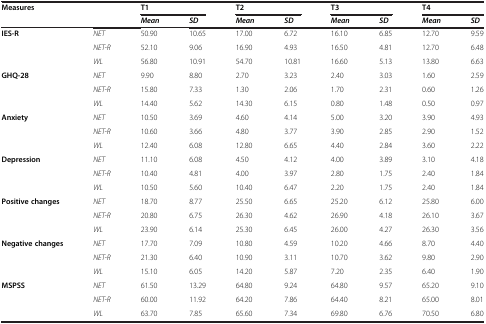 Measures T1 T2 T3 T4
Mean SD Mean SD Mean SD Mean SD
IES-R NET 50.90 10.65 17.00 6.72 16.10 6.85 12.70 9.59
NET-R 52.10 9.06 16.90 4.93 16.50 4.81 12.70 6.48
WL 56.80 10.91 54.70 10.81 16.60 5.13 13.80 6.63
GHQ-28 NET 9.90 8.80 2.70 3.23 2.40 3.03 1.60 2.59
NET-R 15.80 7.33 1.30 2.06 1.70 2.31 0.60 1.26
WL 14.40 5.62 14.30 6.15 0.80 1.48 0.50 0.97
Anxiety NET 10.50 3.69 4.60 4.14 5.00 3.20 3.90 4.93
NET-R 10.60 3.66 4.80 3.77 3.90 2.85 2.90 1.52
WL 12.40 6.08 12.80 6.65 4.40 2.84 3.60 2.22
Depression NET 11.10 6.08 4.50 4.12 4.00 3.89 3.10 4.18
NET-R 10.40 4.81 4.00 3.97 2.80 1.75 2.40 1.84
WL 10.50 5.60 10.40 6.47 2.20 1.75 2.40 1.84
Positive changes NET 18.70 8.77 25.50 6.65 25.20 6.12 25.80 6.00
NET-R 20.80 6.75 26.30 4.62 26.90 4.18 26.10 3.67
WL 23.90 6.14 25.30 6.45 26.00 4.27 26.30 3.56
Negative changes NET 17.70 7.09 10.80 4.59 10.20 4.66 8.70 4.40
NET-R 21.30 6.40 10.90 3.11 10.70 3.62 9.80 2.90
WL 15.10 6.05 14.20 5.87 7.20 2.35 6.40 1.90
MSPSS NET 61.50 13.29 64.80 9.24 64.80 9.57 65.20 9.10
NET-R 60.00 11.92 64.20 7.86 64.40 8.21 65.00 8.01
WL 63.70 7.85 65.60 7.34 69.80 6.76 70.50 6.80